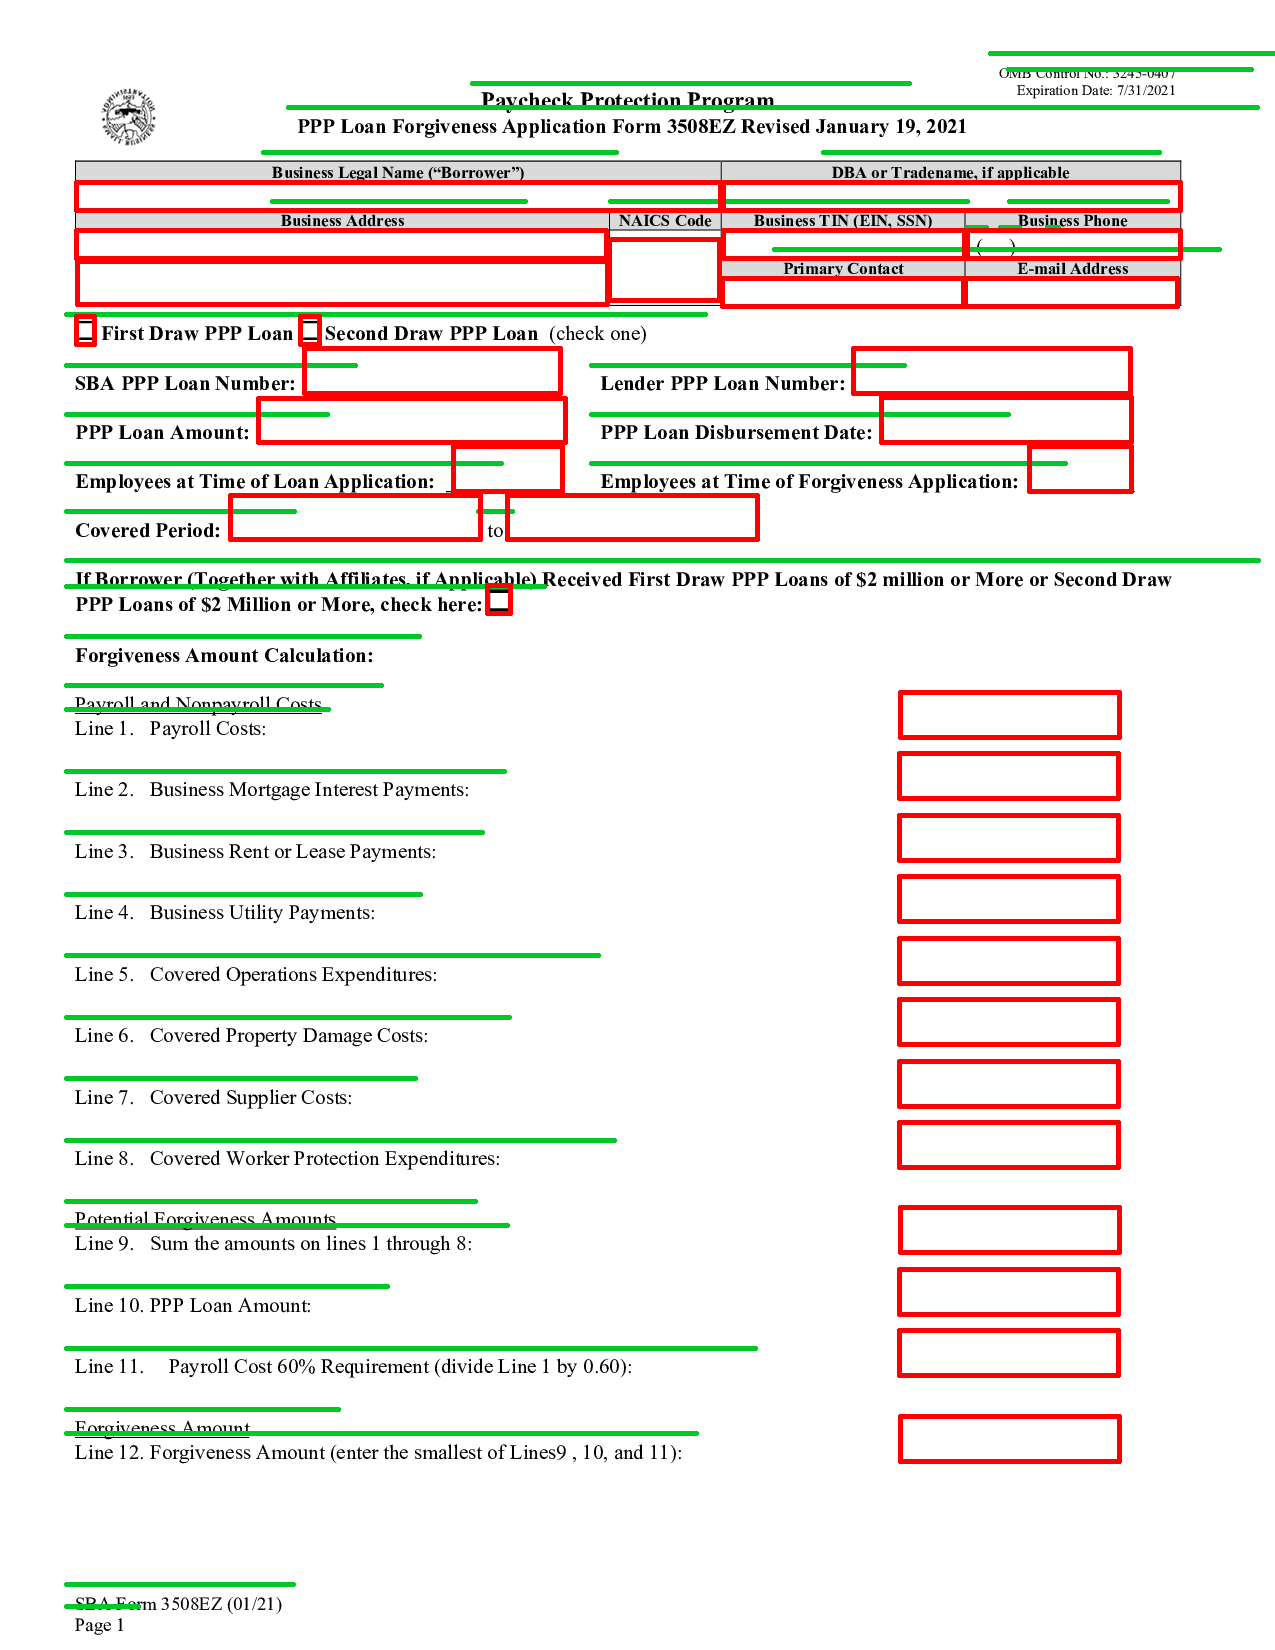 OMB Control No.: 3245-0407
Expiration Date: 7/31/2021
Paycheck Protection Program
PPP Loan Forgiveness Application Form 3508EZ Revised January 19, 2021
Business Legal Name (“Borrower”) DBA or Tradename, if applicable
Business Address NAICS Code Business TIN (EIN, SSN) Business Phone
( )
Primary Contact E-mail Address
First Draw PPP Loan Second Draw PPP Loan (check one)
SBA PPP Loan Number: Lender PPP Loan Number:
PPP Loan Amount: PPP Loan Disbursement Date:
Employees at Time of Loan Application: Employees at Time of Forgiveness Application:
Covered Period: to
If Borrower (Together with Affiliates, if Applicable) Received First Draw PPP Loans of $2 million or More or Second Draw
PPP Loans of $2 Million or More, check here:
Forgiveness Amount Calculation:
Payroll and Nonpayroll Costs
Line 1. Payroll Costs:
Line 2. Business Mortgage Interest Payments:
Line 3. Business Rent or Lease Payments:
Line 4. Business Utility Payments:
Line 5. Covered Operations Expenditures:
Line 6. Covered Property Damage Costs:
Line 7. Covered Supplier Costs:
Line 8. Covered Worker Protection Expenditures:
Potential Forgiveness Amounts
Line 9. Sum the amounts on lines 1 through 8:
Line 10. PPP Loan Amount:
Line 11. Payroll Cost 60% Requirement (divide Line 1 by 0.60):
Forgiveness Amount
Line 12. Forgiveness Amount (enter the smallest of Lines9 , 10, and 11):
SBA Form 3508EZ (01/21)
Page 1